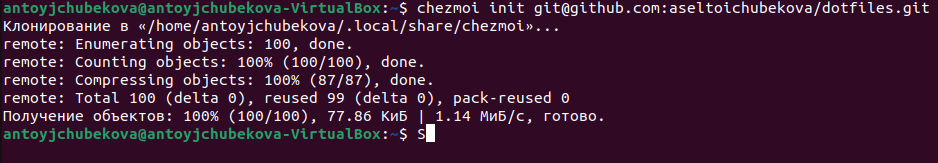 antoyjchubekova@antoyjchubekova-VirtualBox:~$ chezmoi init git@github.com:aseltoichubekova/dotfiles.git
Клонирование в «/home/antoyjchubekova/.local/share/chezmoi»...
remote: Enumerating objects: 100, done.
remote: Counting objects: 100% (100/100), done.
remote: Compressing objects: 100% (87/87), done.
remote: Total 100 (delta 0), reused 99 (delta 0), pack-reused 0
Получение объектов: 100% (100/100), 77.86 КиБ | 1.14 МиБ/с, готово.
antoyjchubekova@antoyjchubekova-VirtualBox:~$ S